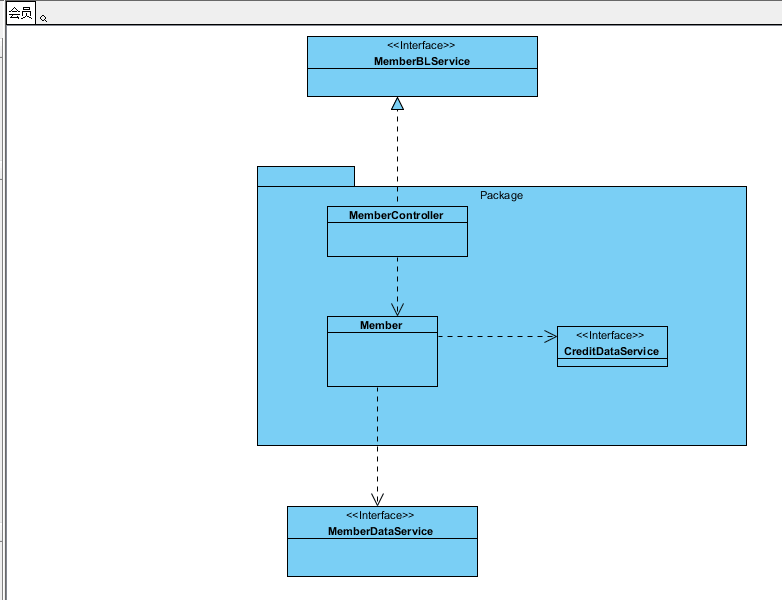 会员
<<Interface>>
MemberBLService
Package
MemberController
Member
<<Interface>>
CreditDataService
<<Interface>>
MemberDataService